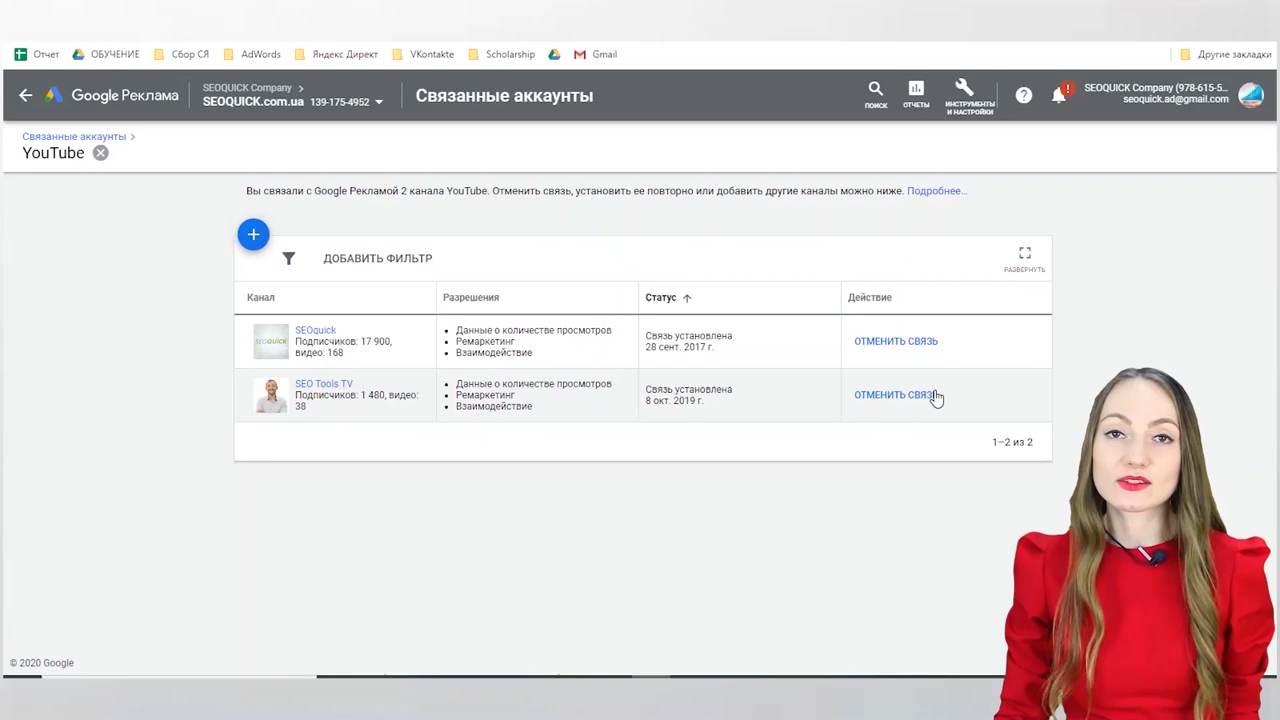 Отчет ОБУЧЕНИЕ Сбор СЯ AdWords Яндекс Директ VKontakte Scholarship Gmail Другие закладки
Google Реклама
SEOQUICK Company
SEOQUICK.com.ua 139-175-4952
Связанные аккаунты
ПОИСК
ОТЧЕТЫ
ИНСТРУМЕНТЫ
И НАСТРОЙКИ
SEOQUICK Company (978-615-5...
seoquick.ad@gmail.com
Связанные аккаунты
YouTube
Вы связали с Google Рекламой 2 канала YouTube. Отменить связь, установить ее повторно или добавить другие каналы можно ниже. Подробнее...
ДОБАВИТЬ ФИЛЬТР
РАЗВЕРНУТЬ
Канал Разрешения Статус Действие
SEOquick
Подписчиков: 17 900,
видео: 168
Данные о количестве просмотров
Ремаркетинг
Взаимодействие
Связь установлена
28 сент. 2017 г.
ОТМЕНИТЬ СВЯЗЬ
SEO Tools TV
Подписчиков: 1 480, видео:
38
Данные о количестве просмотров
Ремаркетинг
Взаимодействие
Связь установлена
8 окт. 2019 г.
ОТМЕНИТЬ СВЯЗЬ
1–2 из 2
© 2020 Google